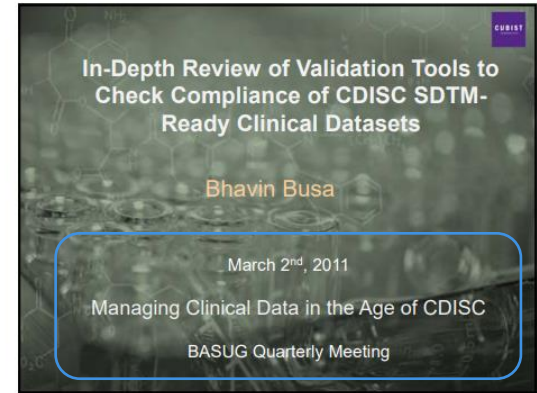 CUBIST
In-Depth Review of Validation Tools to
Check Compliance of CDISC SDTM-
Ready Clinical Datasets
Bhavin Busa
March 2nd, 2011
Managing Clinical Data in the Age of CDISC
BASUG Quarterly Meeting